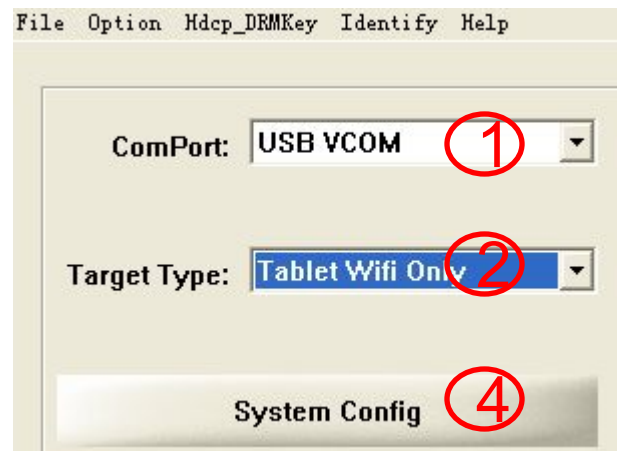 File Option Hdcp_DRMKey Identify Help
ComPort: USB VCOM 1
Target Type: Tablet Wifi Only 2
System Config 4